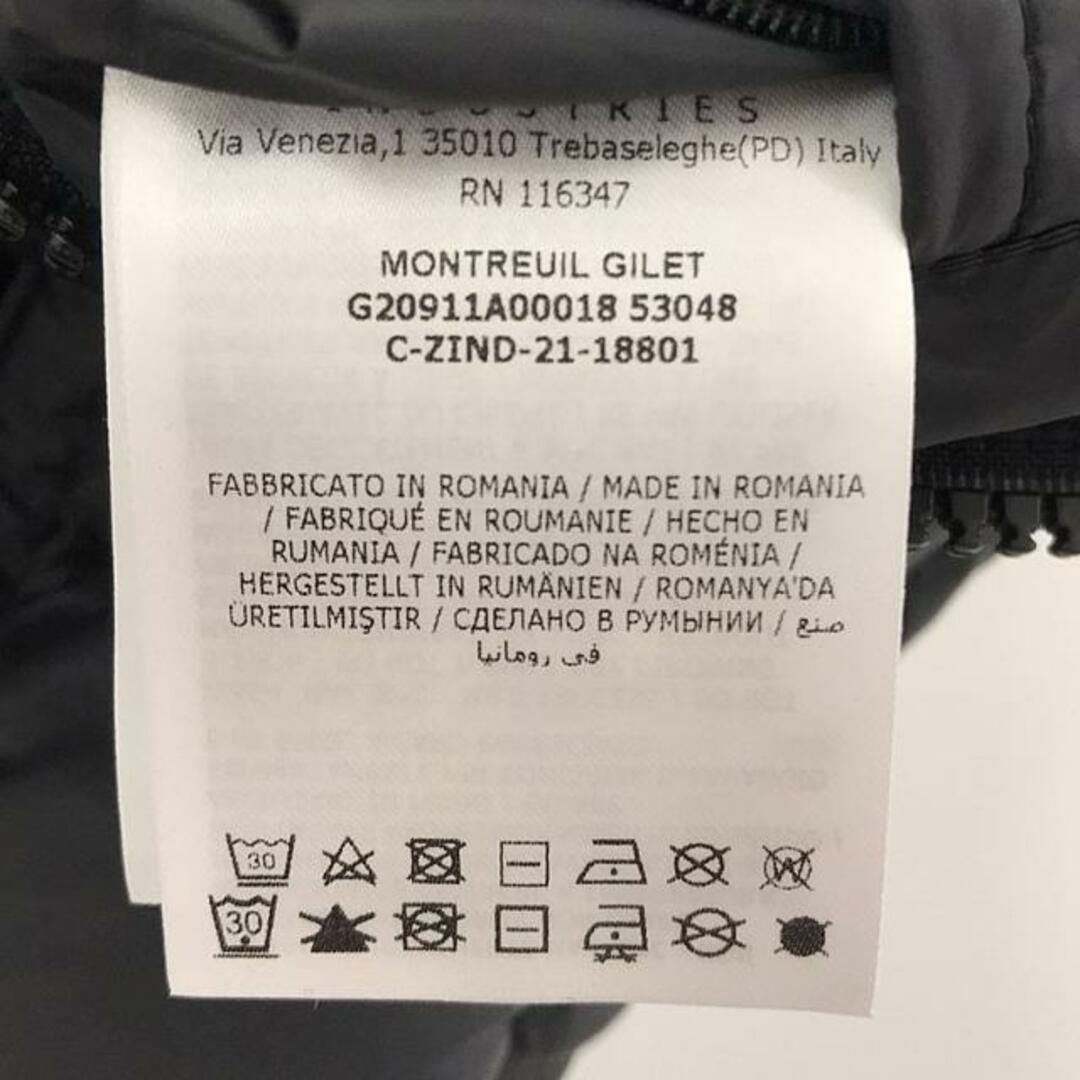 INDUSTRIES
Via Venezia,1 35010 Trebaseleghe(PD) Italy
RN 116347
MONTREUIL GILET
G20911A00018 53048
C-ZIND-21-18801
FABBRICATO IN ROMANIA / MADE IN ROMANIA
/ FABRIQUÉ EN ROUMANIE / HECHO EN
RUMANIA / FABRICADO NA ROMÉNIA /
HERGESTELLT IN RUMÄNIEN / ROMANYA'DA
ÜRETILMIŞTIR / СДЕЛАНО В РУМЫНИИ / صنع
فى رومانيا
30 W
30